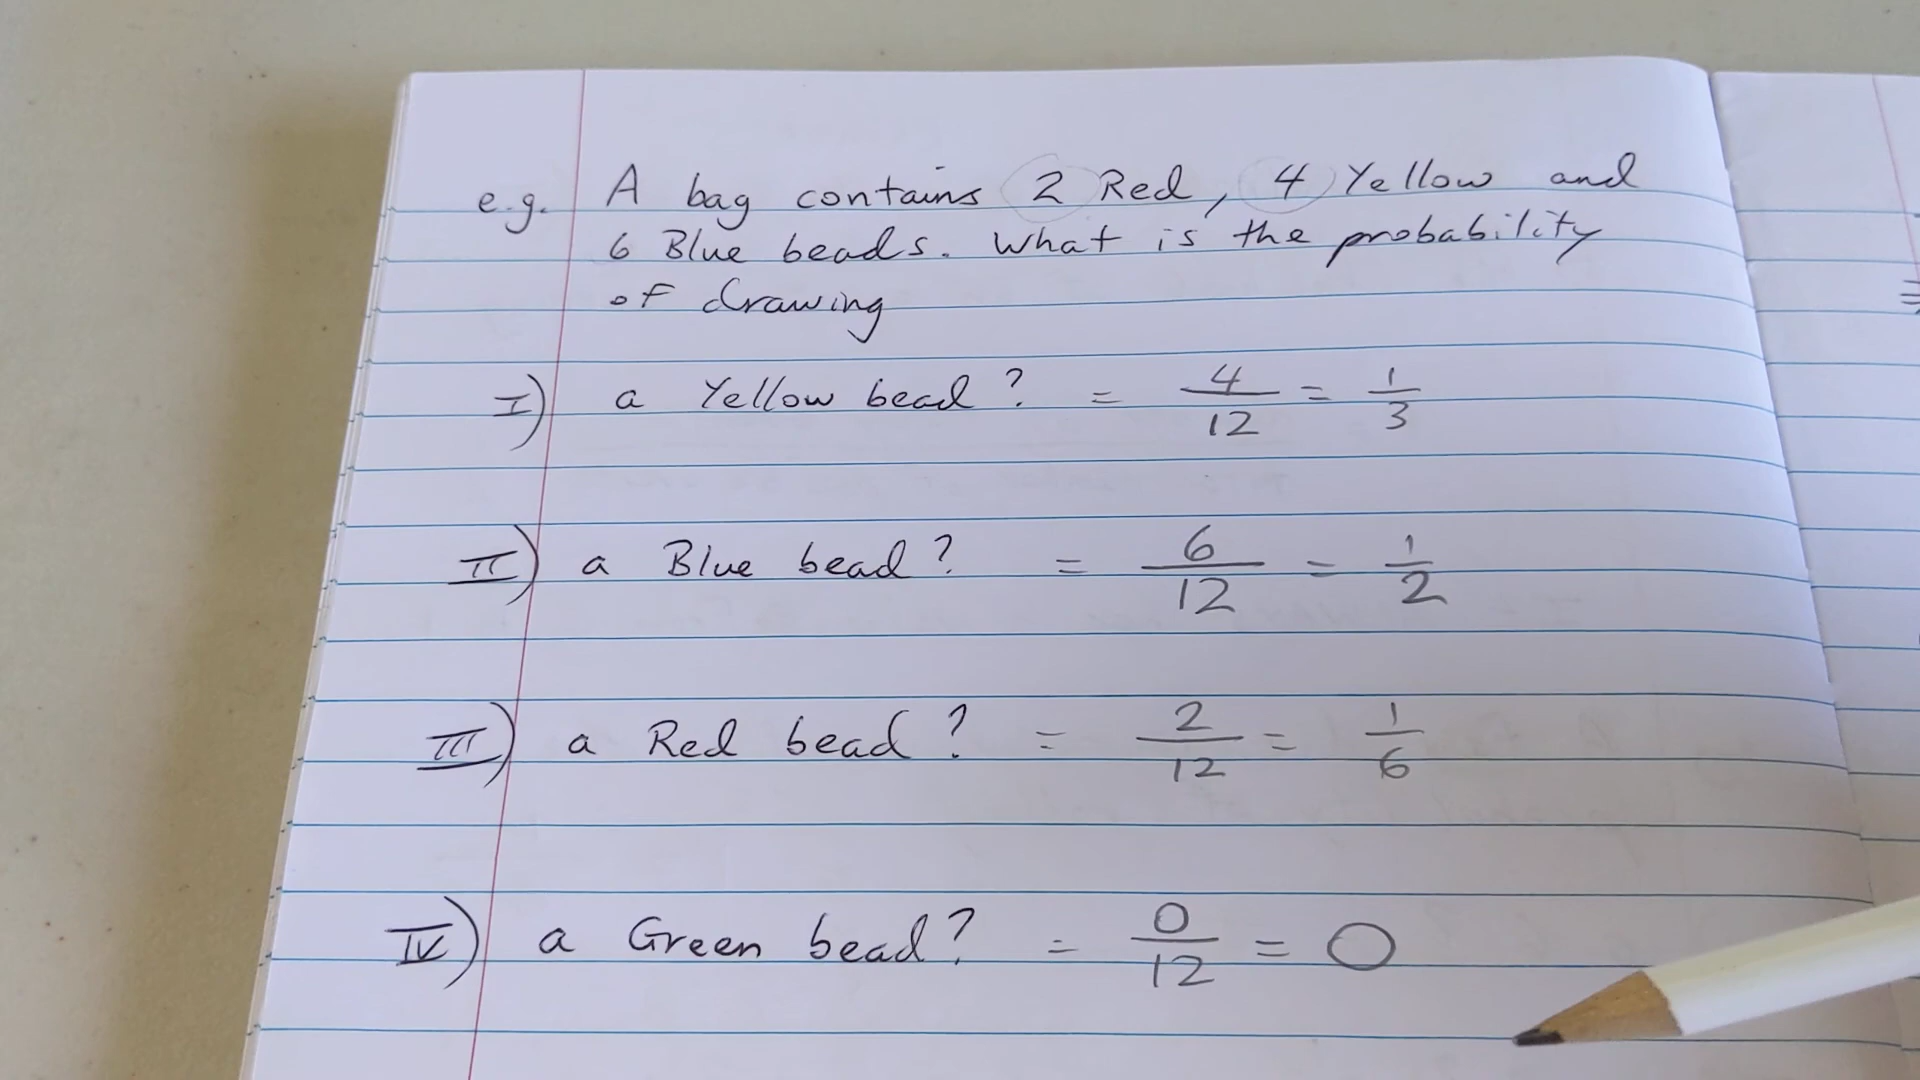 e.g. A bag contains 2 Red, 4 Yellow and
6 Blue beads. What is the probability
of drawing
I) a Yellow bead? = 4/12 = 1/3
II) a Blue bead? = 6/12 = 1/2
III) a Red bead? = 2/12 = 1/6
IV) a Green bead? = 0/12 = 0